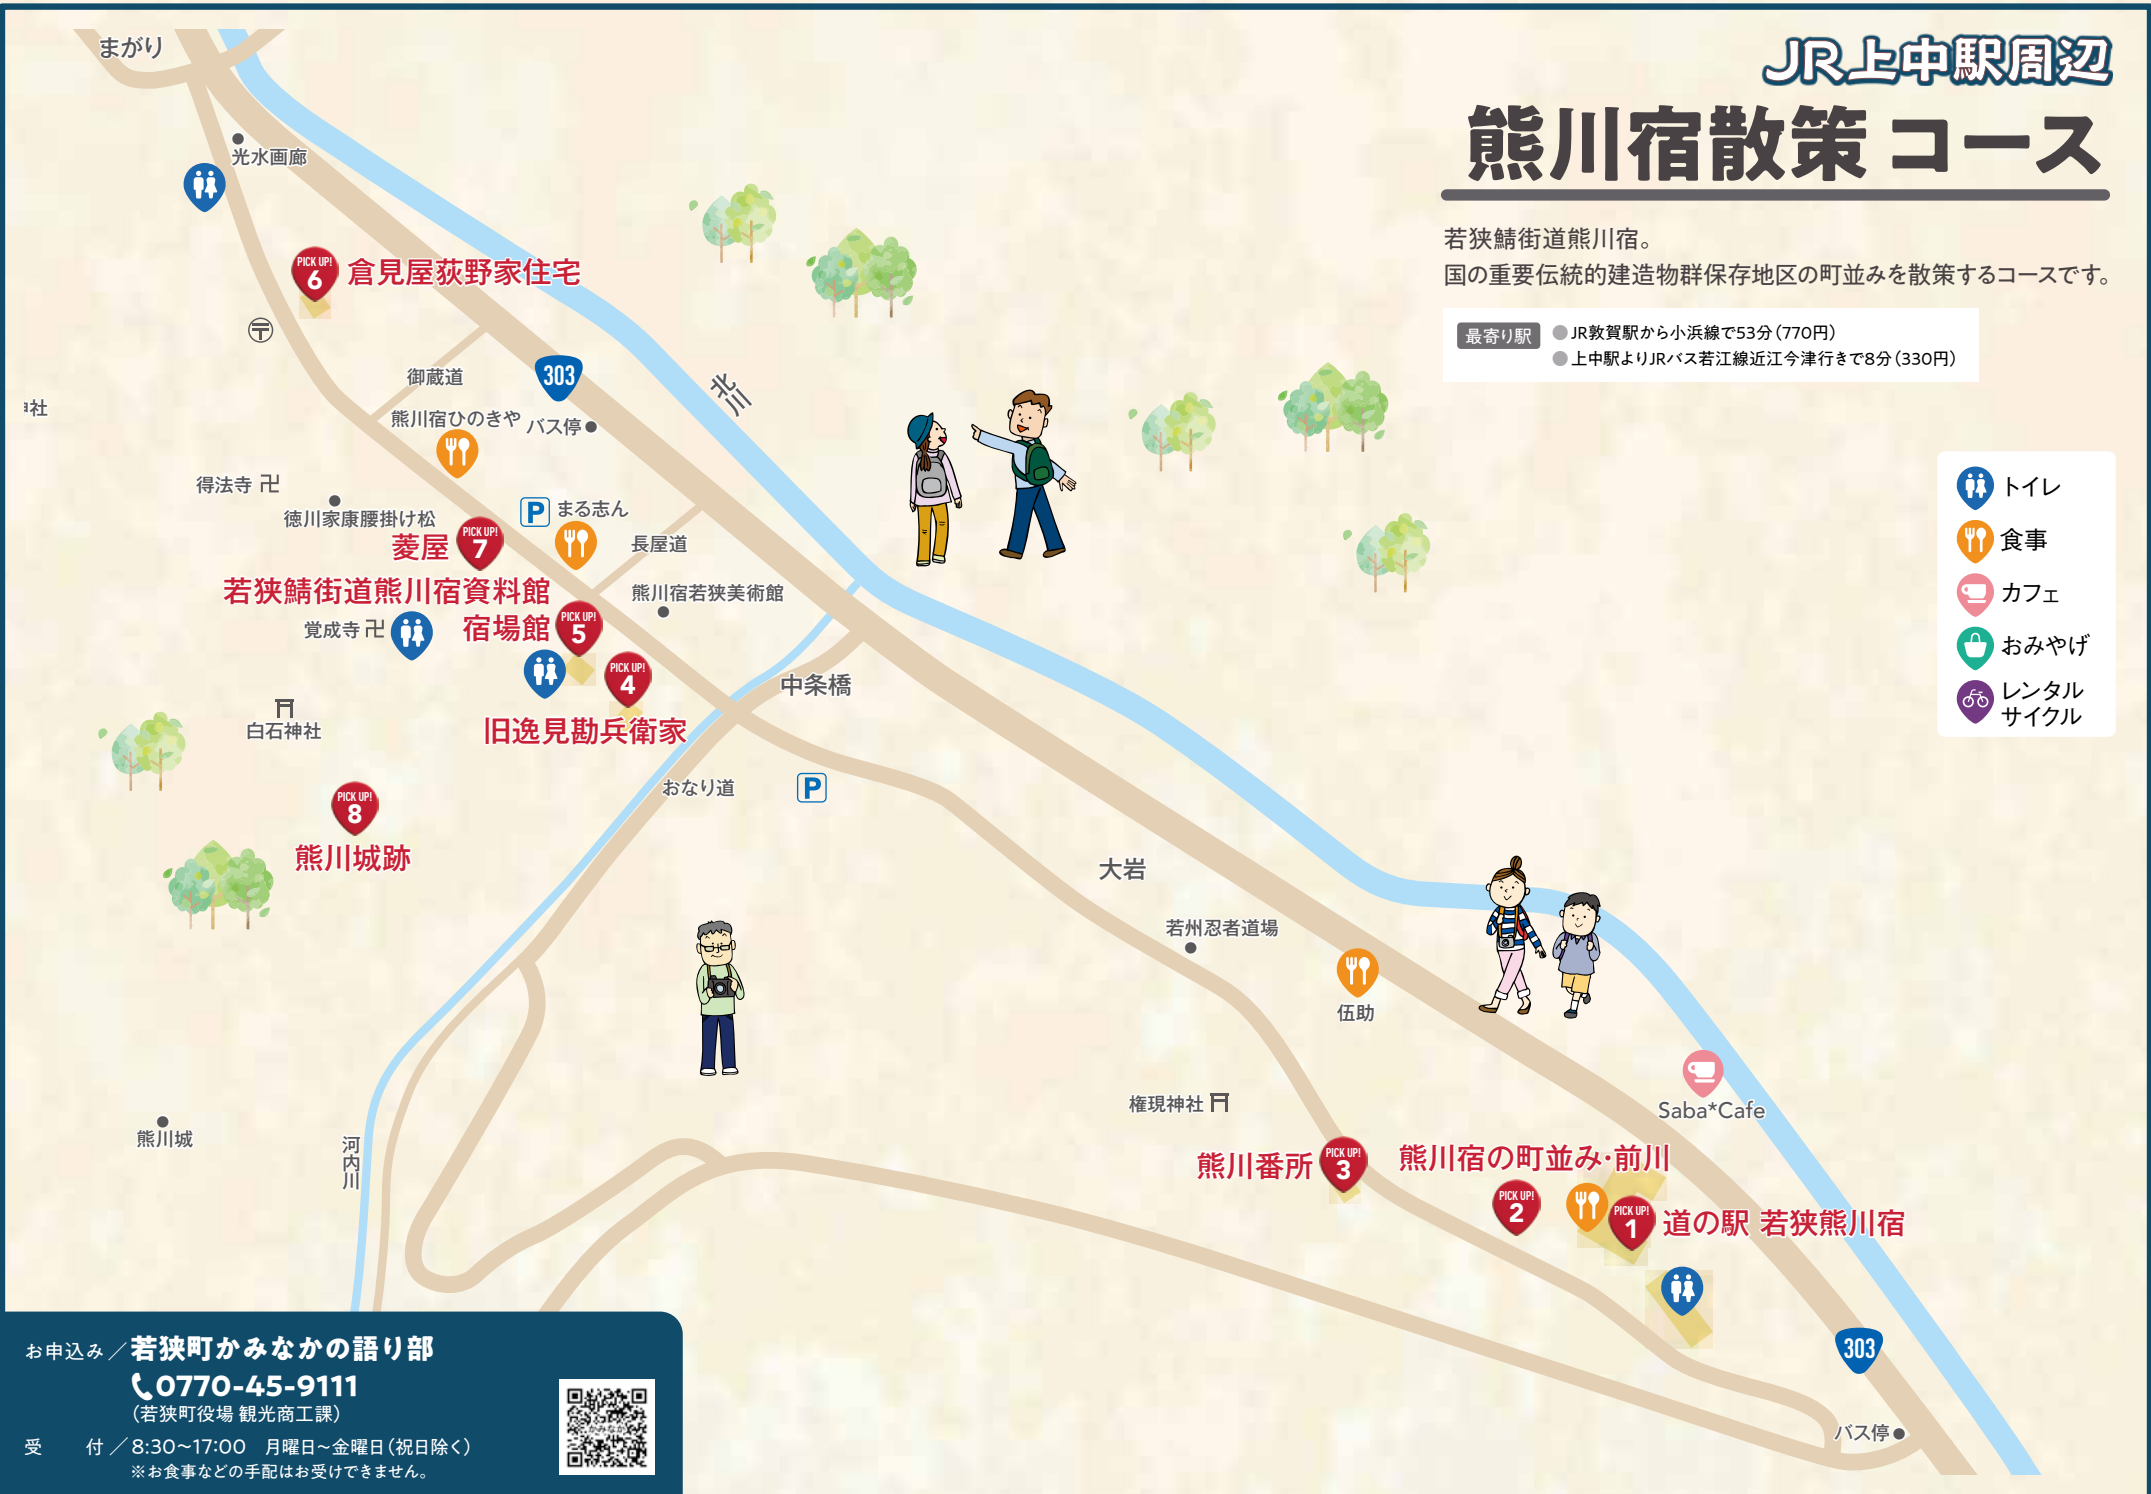 JR上中駅周辺
熊川宿散策 コース
若狭鯖街道熊川宿。
国の重要伝統的建造物群保存地区の町並みを散策するコースです。
最寄り駅
●JR敦賀駅から小浜線で53分(770円)
●上中駅よりJRバス若江線近江今津行きで8分(330円)
トイレ
食事
カフェ
おみやげ
レンタル
サイクル
まがり
光水画廊
PICK UP!
6
倉見屋荻野家住宅
御蔵道
303
北川
熊川宿ひのきや
バス停
社
得法寺
徳川家康腰掛け松
P
まる志ん
菱屋
PICK UP!
7
長屋道
若狭鯖街道熊川宿資料館
宿場館
PICK UP!
5
熊川宿若狭美術館
覚成寺
PICK UP!
4
旧逸見勘兵衛家
中条橋
白石神社
おなり道
P
PICK UP!
8
熊川城跡
大岩
若州忍者道場
伍助
熊川城
河内川
権現神社
Saba*Cafe
熊川番所
PICK UP!
3
熊川宿の町並み・前川
PICK UP!
2
PICK UP!
1
道の駅 若狭熊川宿
303
バス停
お申込み／若狭町かみなかの語り部
0770-45-9111
(若狭町役場 観光商工課)
受　付／8:30~17:00 月曜日~金曜日(祝日除く)
※お食事などの手配はお受けできません。